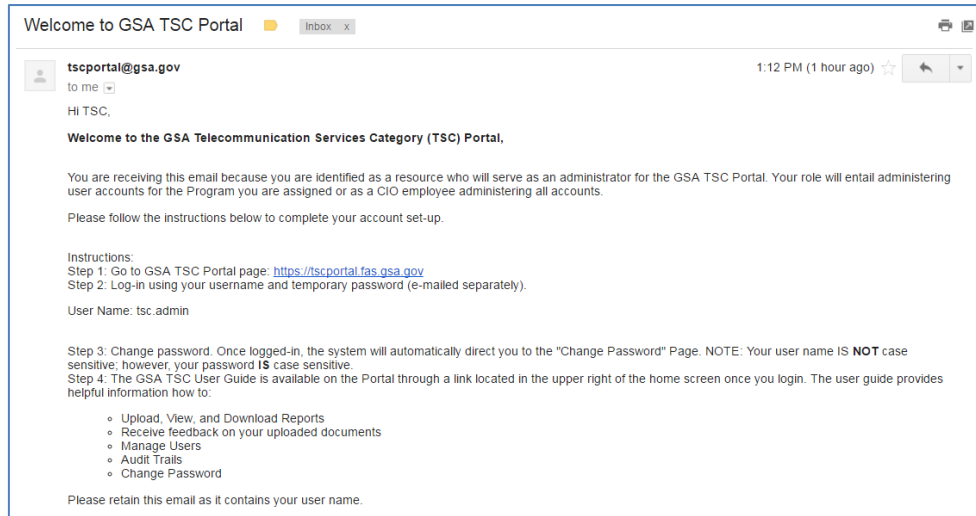 Welcome to GSA TSC Portal Inbox x
tscportal@gsa.gov 1:12 PM (1 hour ago)
to me
Hi TSC,
Welcome to the GSA Telecommunication Services Category (TSC) Portal,
You are receiving this email because you are identified as a resource who will serve as an administrator for the GSA TSC Portal. Your role will entail administering
user accounts for the Program you are assigned or as a CIO employee administering all accounts.
Please follow the instructions below to complete your account set-up.
Instructions:
Step 1: Go to GSA TSC Portal page: https://tscportal.fas.gsa.gov
Step 2: Log-in using your username and temporary password (e-mailed separately).
User Name: tsc.admin
Step 3: Change password. Once logged-in, the system will automatically direct you to the "Change Password" Page. NOTE: Your user name IS NOT case
sensitive; however, your password IS case sensitive.
Step 4: The GSA TSC User Guide is available on the Portal through a link located in the upper right of the home screen once you login. The user guide provides
helpful information how to:
Upload, View, and Download Reports
Receive feedback on your uploaded documents
Manage Users
Audit Trails
Change Password
Please retain this email as it contains your user name.